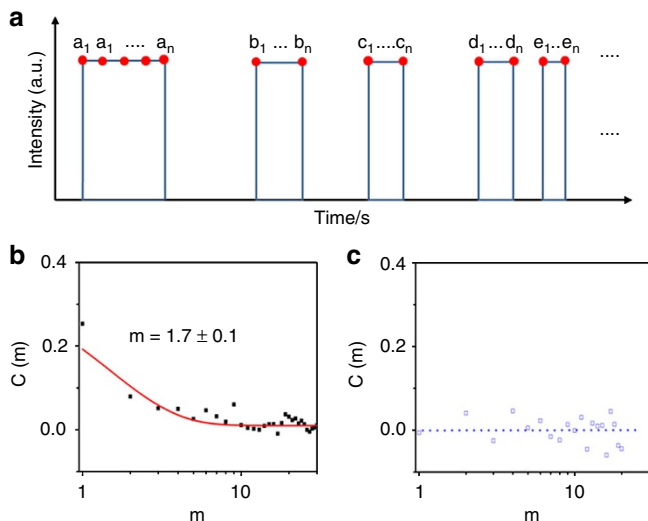 a
a1 a1 .... an
b1 ... bn
c1....cn
d1... dn
e1..en
....
....
Intensity (a.u.)
Time/s
b
0.4
0.2
0.0
C (m)
m = 1.7 ± 0.1
1
10
m
c
0.4
0.2
0.0
C (m)
1
10
m